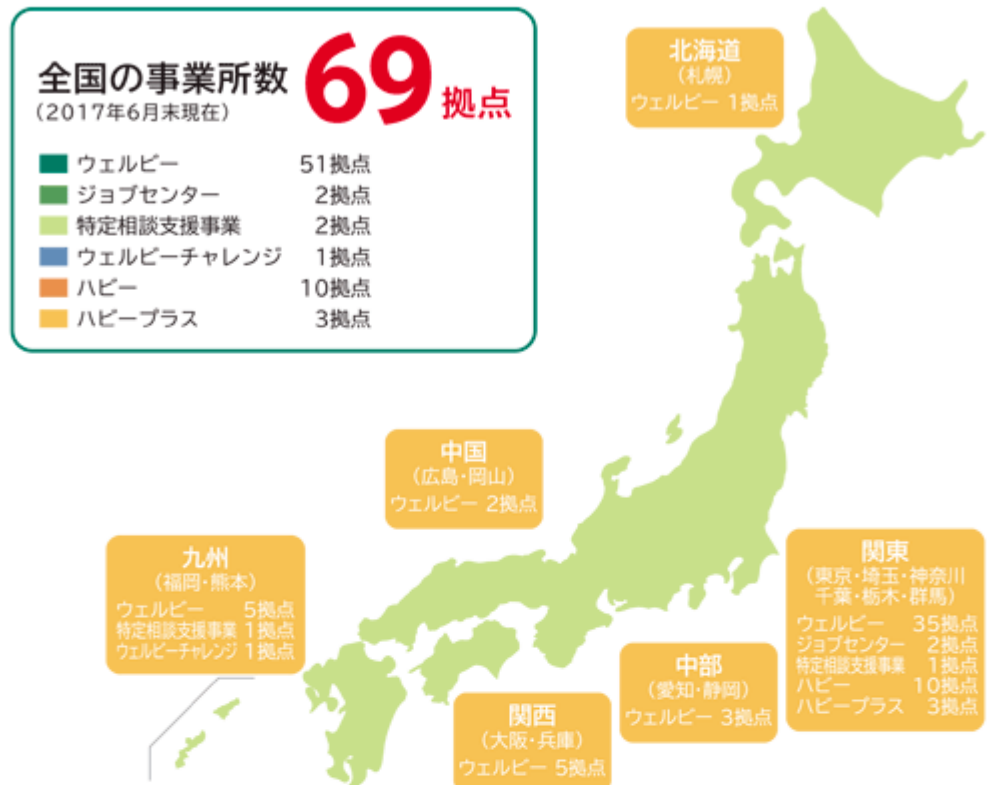 全国の事業所数 69 拠点
(2017年6月末現在)
ウェルビー 51拠点
ジョブセンター 2拠点
特定相談支援事業 2拠点
ウェルビーチャレンジ 1拠点
ハビー 10拠点
ハビープラス 3拠点
北海道
(札幌)
ウェルビー 1拠点
中国
(広島・岡山)
ウェルビー 2拠点
九州
(福岡・熊本)
ウェルビー 5拠点
特定相談支援事業 1拠点
ウェルビーチャレンジ 1拠点
関東
(東京・埼玉・神奈川
千葉・栃木・群馬)
ウェルビー 35拠点
ジョブセンター 2拠点
特定相談支援事業 1拠点
ハビー 10拠点
ハビープラス 3拠点
中部
(愛知・静岡)
ウェルビー 3拠点
関西
(大阪・兵庫)
ウェルビー 5拠点